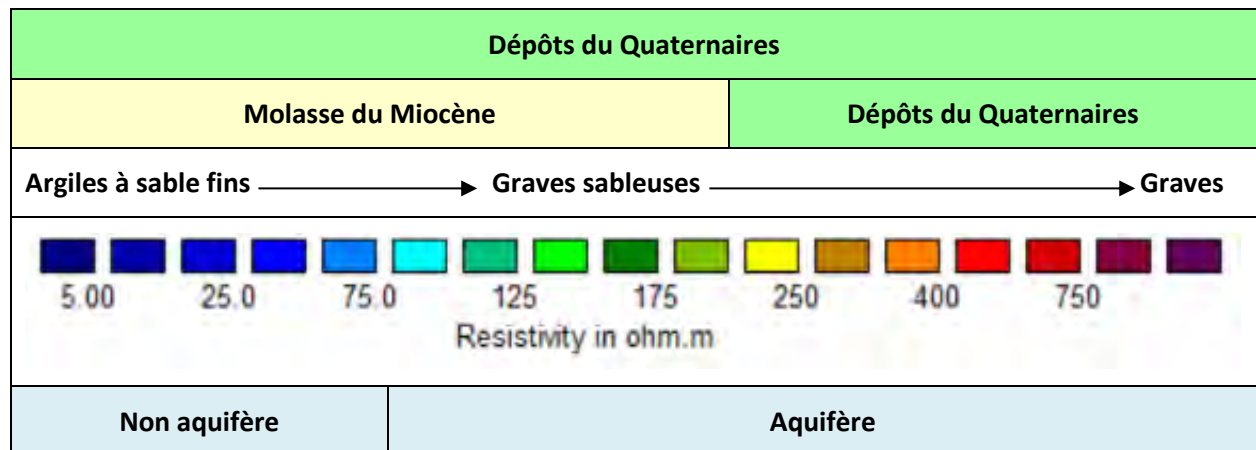 Dépôts du Quaternaires
Molasse du Miocène Dépôts du Quaternaires
Argiles à sable fins Graves sableuses Graves
5.00 25.0 75.0 125 175 250 400 750
Resistivity in ohm.m
Non aquifère Aquifère